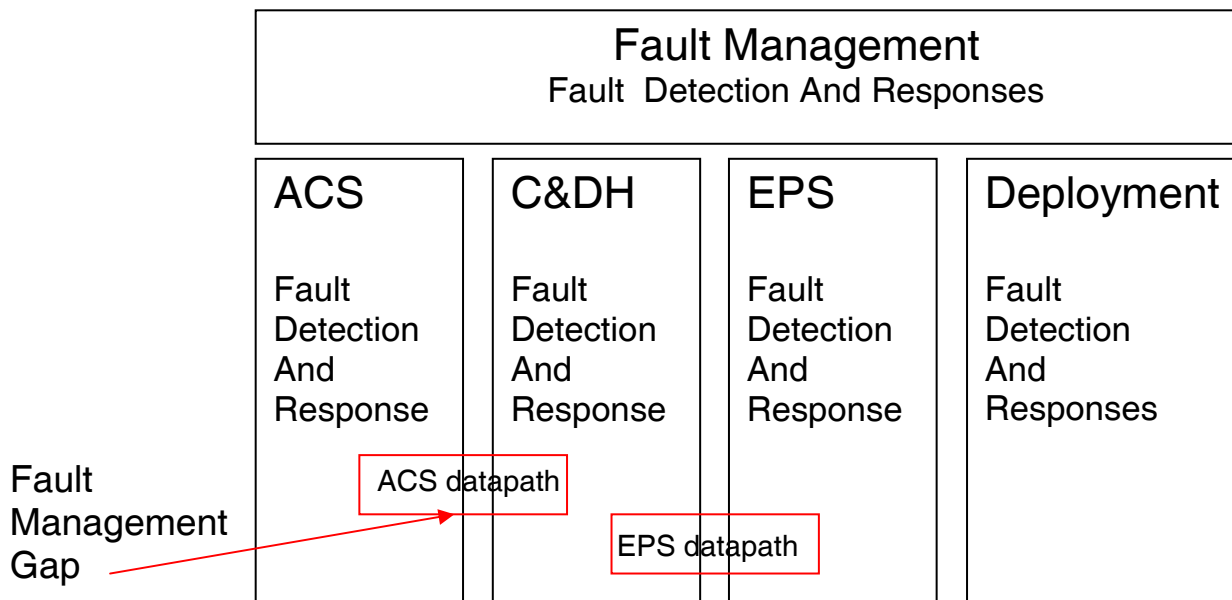 Fault Management
Fault Detection And Responses
ACS
Fault
Detection
And
Response
C&DH
Fault
Detection
And
Response
EPS
Fault
Detection
And
Response
Deployment
Fault
Detection
And
Responses
ACS datapath
EPS datapath
Fault
Management
Gap